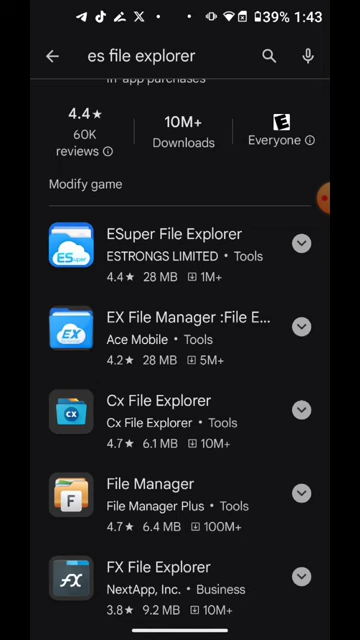 39% 1:43
es file explorer
in-app purchases
4.4★
60K
reviews
10M+
Downloads
E
Everyone
Modify game
ESuper
ESuper File Explorer
ESTRONGS LIMITED • Tools
4.4★ 28 MB 1M+
EX
EX File Manager :File E...
Ace Mobile • Tools
4.2★ 28 MB 5M+
CX
Cx File Explorer
Cx File Explorer • Tools
4.7★ 6.1 MB 10M+
F
File Manager
File Manager Plus • Tools
4.7★ 6.4 MB 100M+
FX
FX File Explorer
NextApp, Inc. • Business
3.8★ 9.2 MB 10M+